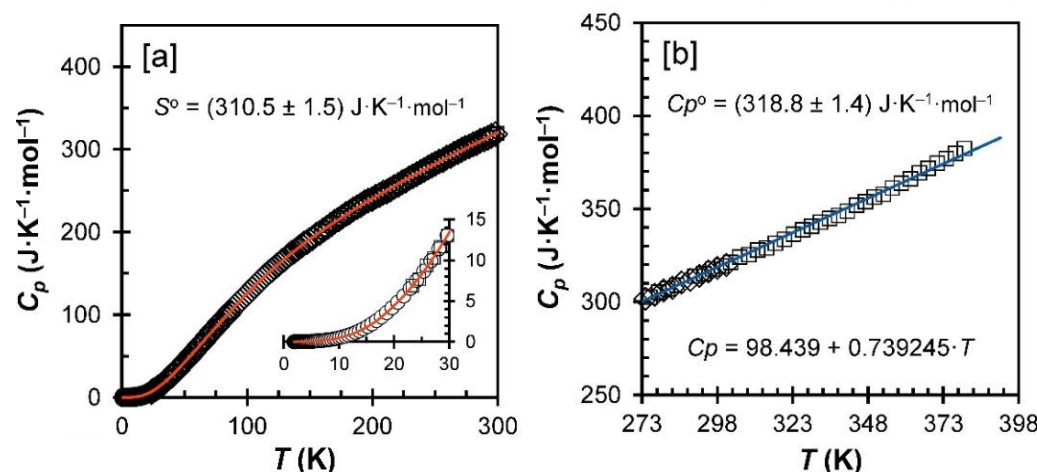 [a]
S° = (310.5 ± 1.5) J·K⁻¹·mol⁻¹
Cp (J·K⁻¹·mol⁻¹)
400
300
200
100
0
15
10
5
0
0 10 20 30
0 100 200 300
T (K)
[b]
Cp° = (318.8 ± 1.4) J·K⁻¹·mol⁻¹
Cp (J·K⁻¹·mol⁻¹)
450
400
350
300
250
Cp = 98.439 + 0.739245·T
273 298 323 348 373 398
T (K)